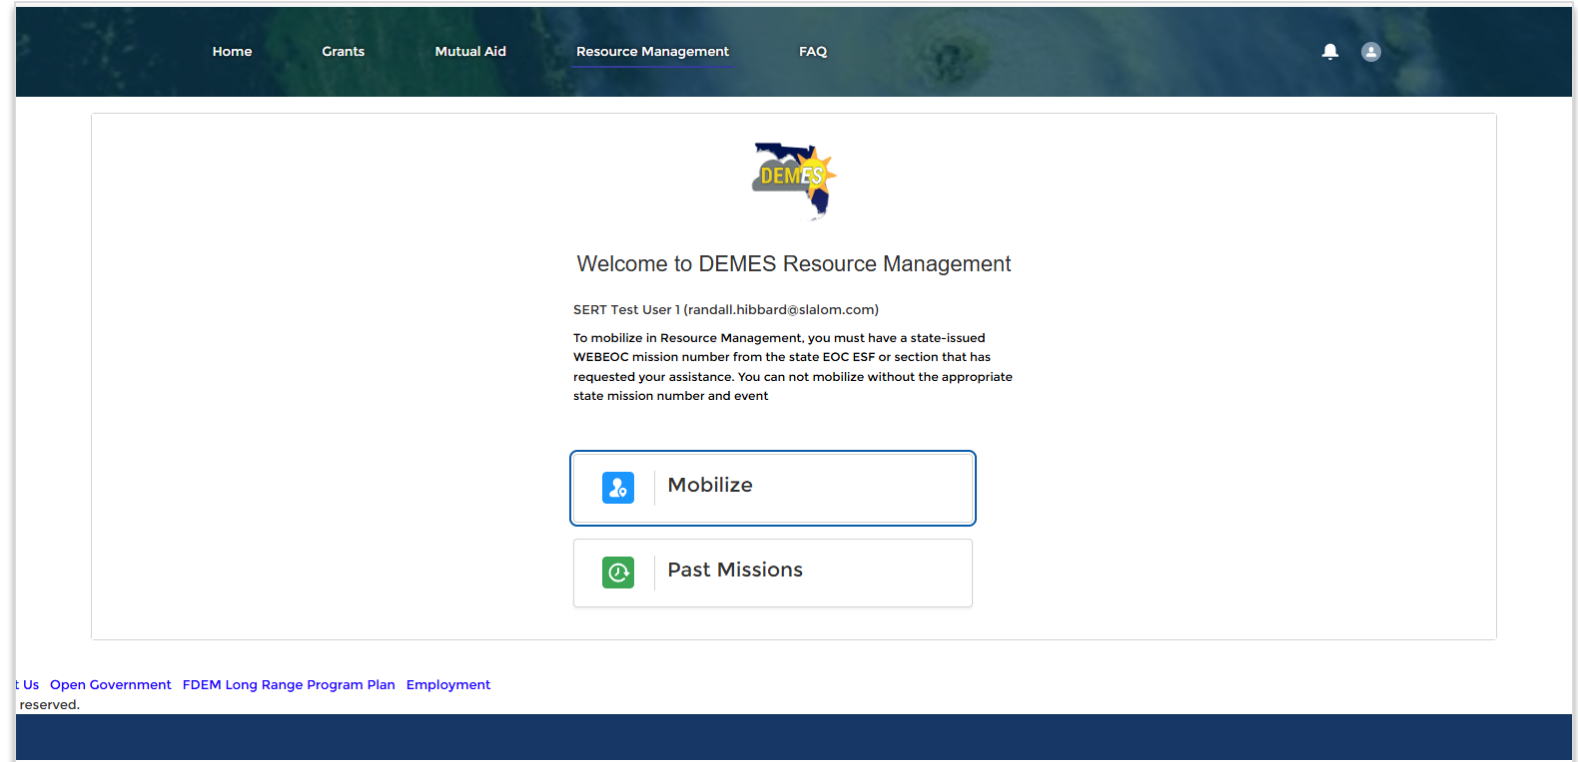 Home Grants Mutual Aid Resource Management FAQ
DEMES
Welcome to DEMES Resource Management
SERT Test User 1 (randall.hibbard@slalom.com)
To mobilize in Resource Management, you must have a state-issued
WEBEOC mission number from the state EOC ESF or section that has
requested your assistance. You can not mobilize without the appropriate
state mission number and event
Mobilize
Past Missions
t Us Open Government FDEM Long Range Program Plan Employment
reserved.